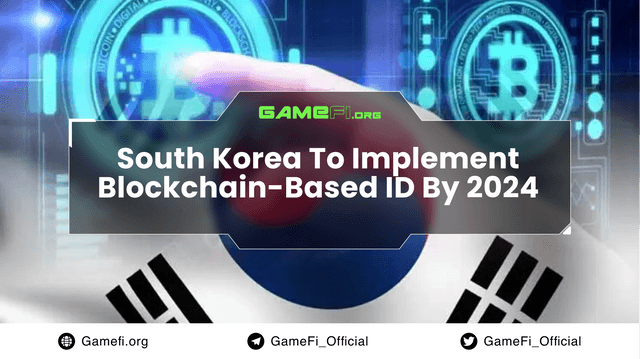 GAMEFI.ORG
South Korea To Implement
Blockchain-Based ID By 2024
Gamefi.org
GameFi_Official
GameFi_Official